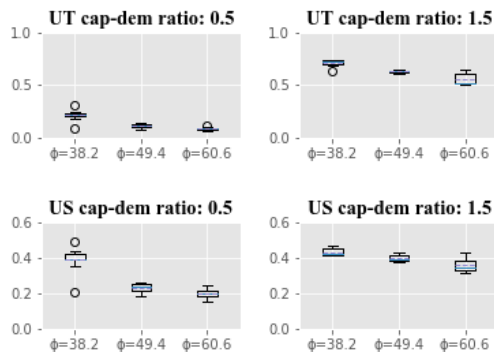 UT cap-dem ratio: 0.5
1.0
0.5
0.0
ϕ=38.2 ϕ=49.4 ϕ=60.6
UT cap-dem ratio: 1.5
1.0
0.5
0.0
ϕ=38.2 ϕ=49.4 ϕ=60.6
US cap-dem ratio: 0.5
0.6
0.4
0.2
0.0
ϕ=38.2 ϕ=49.4 ϕ=60.6
US cap-dem ratio: 1.5
0.6
0.4
0.2
0.0
ϕ=38.2 ϕ=49.4 ϕ=60.6